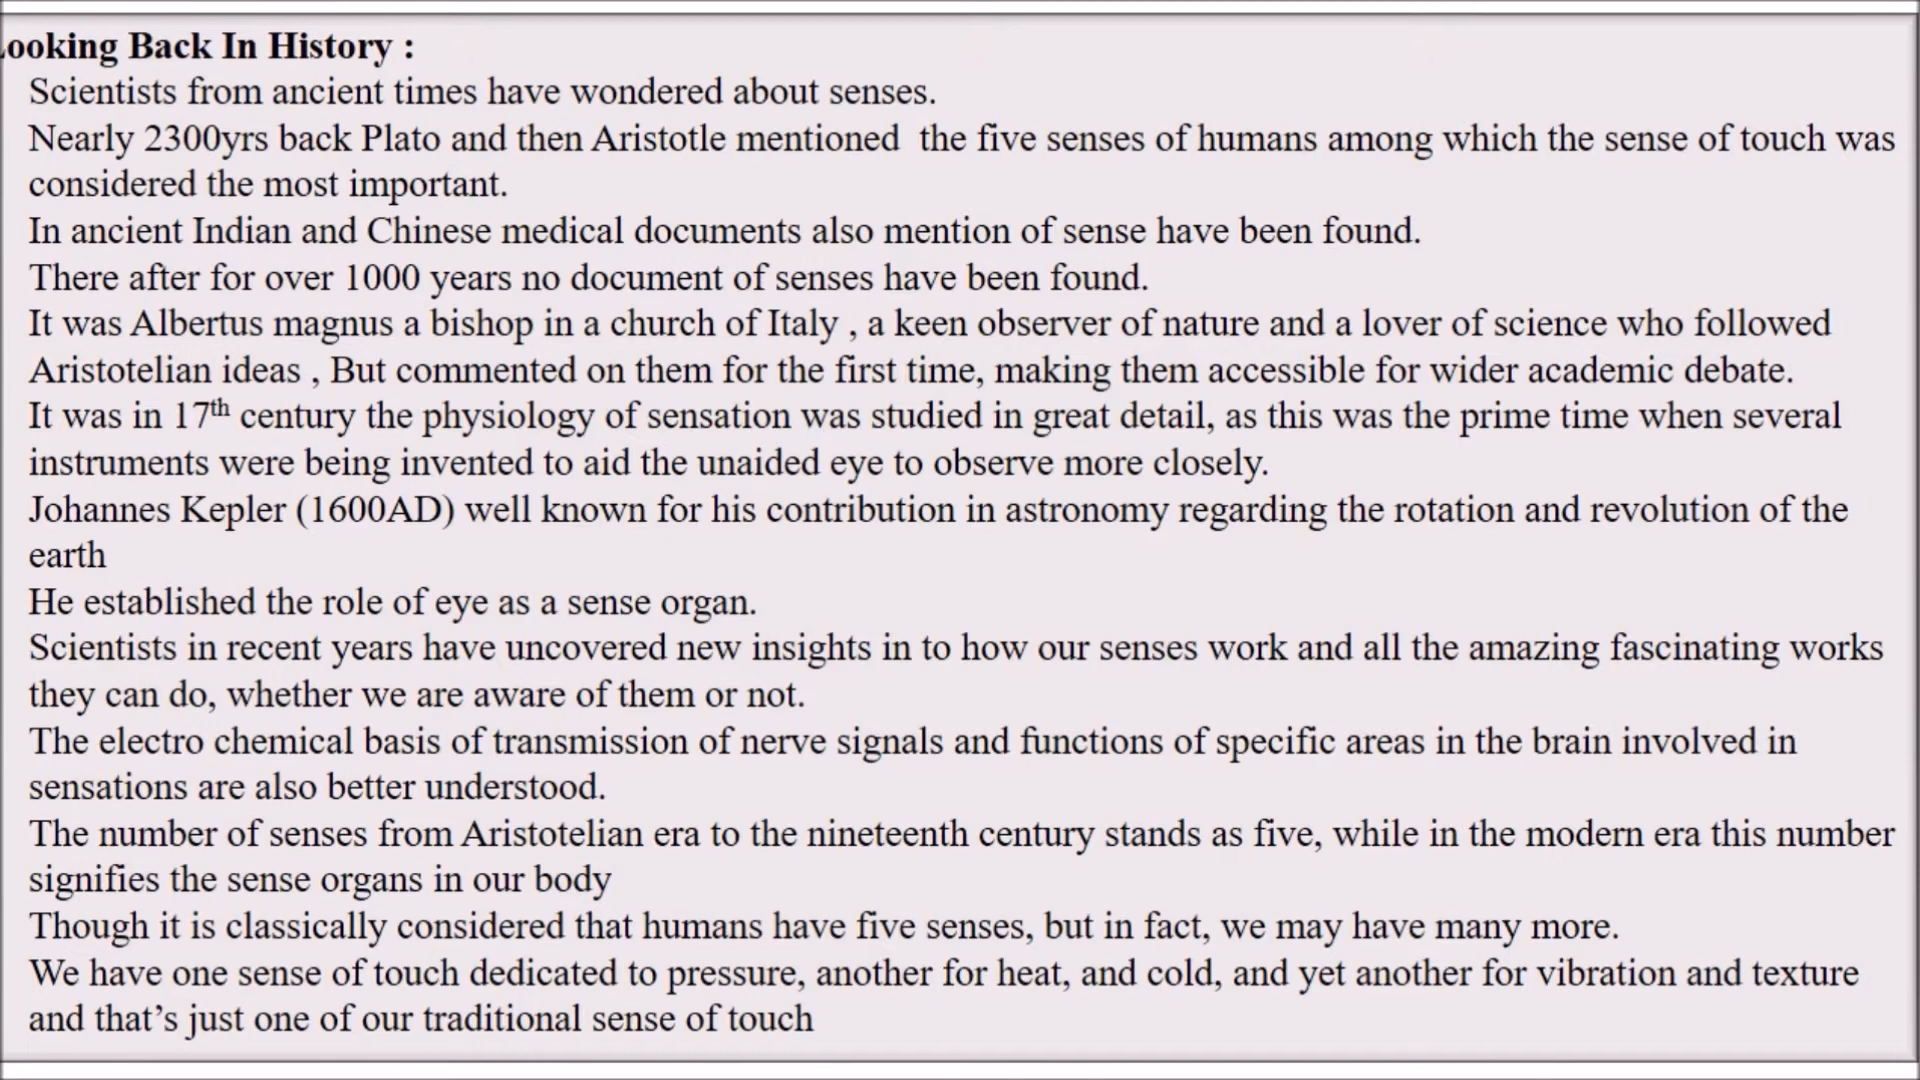 ooking Back In History :
Scientists from ancient times have wondered about senses.
Nearly 2300yrs back Plato and then Aristotle mentioned the five senses of humans among which the sense of touch was
considered the most important.
In ancient Indian and Chinese medical documents also mention of sense have been found.
There after for over 1000 years no document of senses have been found.
It was Albertus magnus a bishop in a church of Italy , a keen observer of nature and a lover of science who followed
Aristotelian ideas , But commented on them for the first time, making them accessible for wider academic debate.
It was in 17th century the physiology of sensation was studied in great detail, as this was the prime time when several
instruments were being invented to aid the unaided eye to observe more closely.
Johannes Kepler (1600AD) well known for his contribution in astronomy regarding the rotation and revolution of the
earth
He established the role of eye as a sense organ.
Scientists in recent years have uncovered new insights in to how our senses work and all the amazing fascinating works
they can do, whether we are aware of them or not.
The electro chemical basis of transmission of nerve signals and functions of specific areas in the brain involved in
sensations are also better understood.
The number of senses from Aristotelian era to the nineteenth century stands as five, while in the modern era this number
signifies the sense organs in our body
Though it is classically considered that humans have five senses, but in fact, we may have many more.
We have one sense of touch dedicated to pressure, another for heat, and cold, and yet another for vibration and texture
and that’s just one of our traditional sense of touch